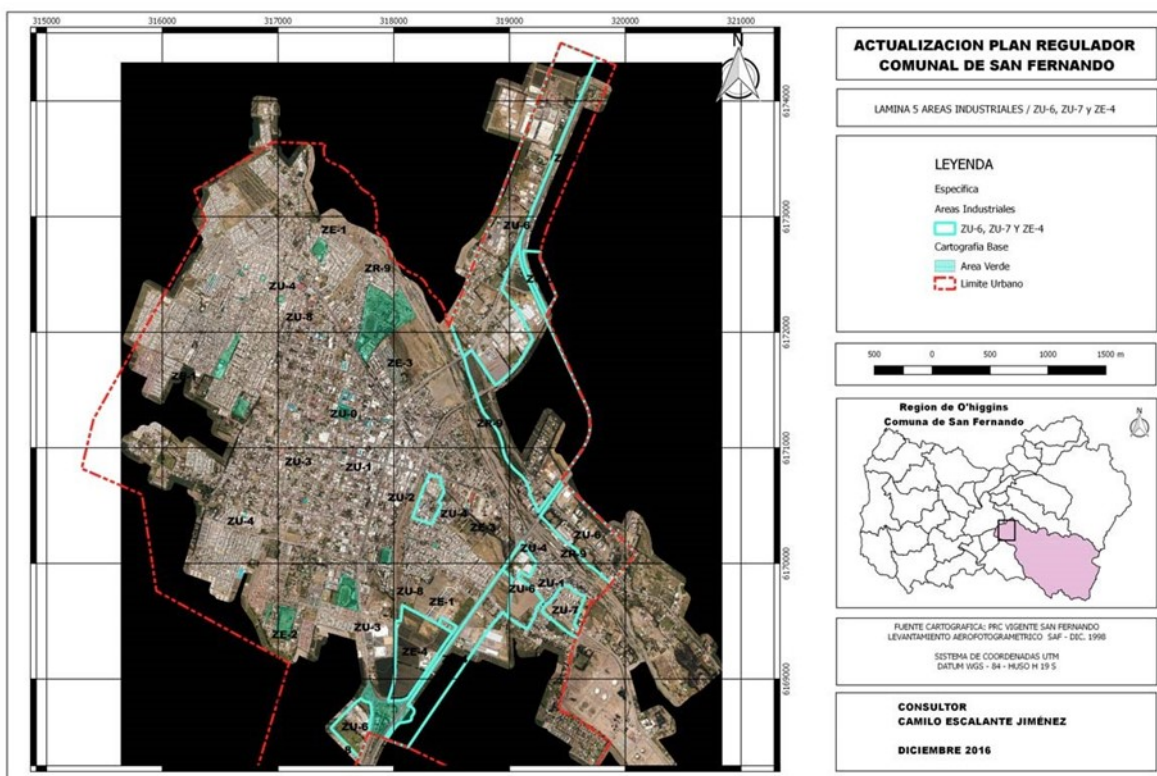 315000
316000
317000
318000
319000
320000
321000
N
6174000
6173000
6172000
6171000
6170000
6169000
ZE-1
ZU-6
ZR-9
ZU-4
ZU-8
ZE-3
ZR-9
ZU-3
ZU-1
ZU-2
ZU-4
ZU-4
ZE-3
ZU-6
ZU-4
ZR-9
ZU-6
ZU-1
ZU-8
ZE-1
ZU-7
ZE-2
ZU-3
ZE-4
ZU-6
ACTUALIZACION PLAN REGULADOR
COMUNAL DE SAN FERNANDO
LAMINA 5 AREAS INDUSTRIALES / ZU-6, ZU-7 y ZE-4
LEYENDA
Específica
Areas Industriales
ZU-6, ZU-7 Y ZE-4
Cartografia Base
Area Verde
Limite Urbano
500 0 500 1000 1500 m
Region de O'higgins
Comuna de San Fernando
N
FUENTE CARTOGRAFICA: PRC VIGENTE SAN FERNANDO
LEVANTAMIENTO AEROFOTOGRAMETRICO SAF - DIC. 1998
SISTEMA DE COORDENADAS UTM
DATUM WGS - 84 - HUSO H 19 S
CONSULTOR
CAMILO ESCALANTE JIMÉNEZ
DICIEMBRE 2016